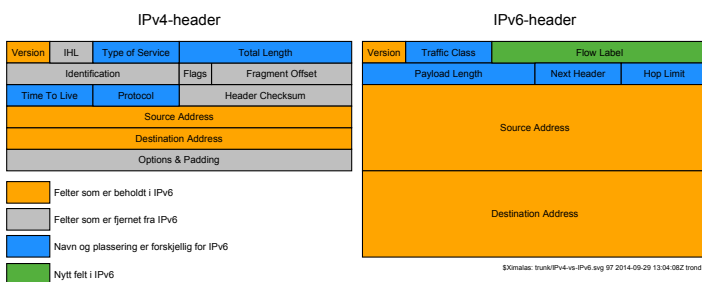 IPv4-header
Version IHL Type of Service Total Length
Identification Flags Fragment Offset
Time To Live Protocol Header Checksum
Source Address
Destination Address
Options & Padding
Felter som er beholdt i IPv6
Felter som er fjernet fra IPv6
Navn og plassering er forskjellig for IPv6
Nytt felt i IPv6
IPv6-header
Version Traffic Class Flow Label
Payload Length Next Header Hop Limit
Source Address
Destination Address
$Ximalas: trunk/IPv4-vs-IPv6.svg 97 2014-09-29 13:04:08Z trond